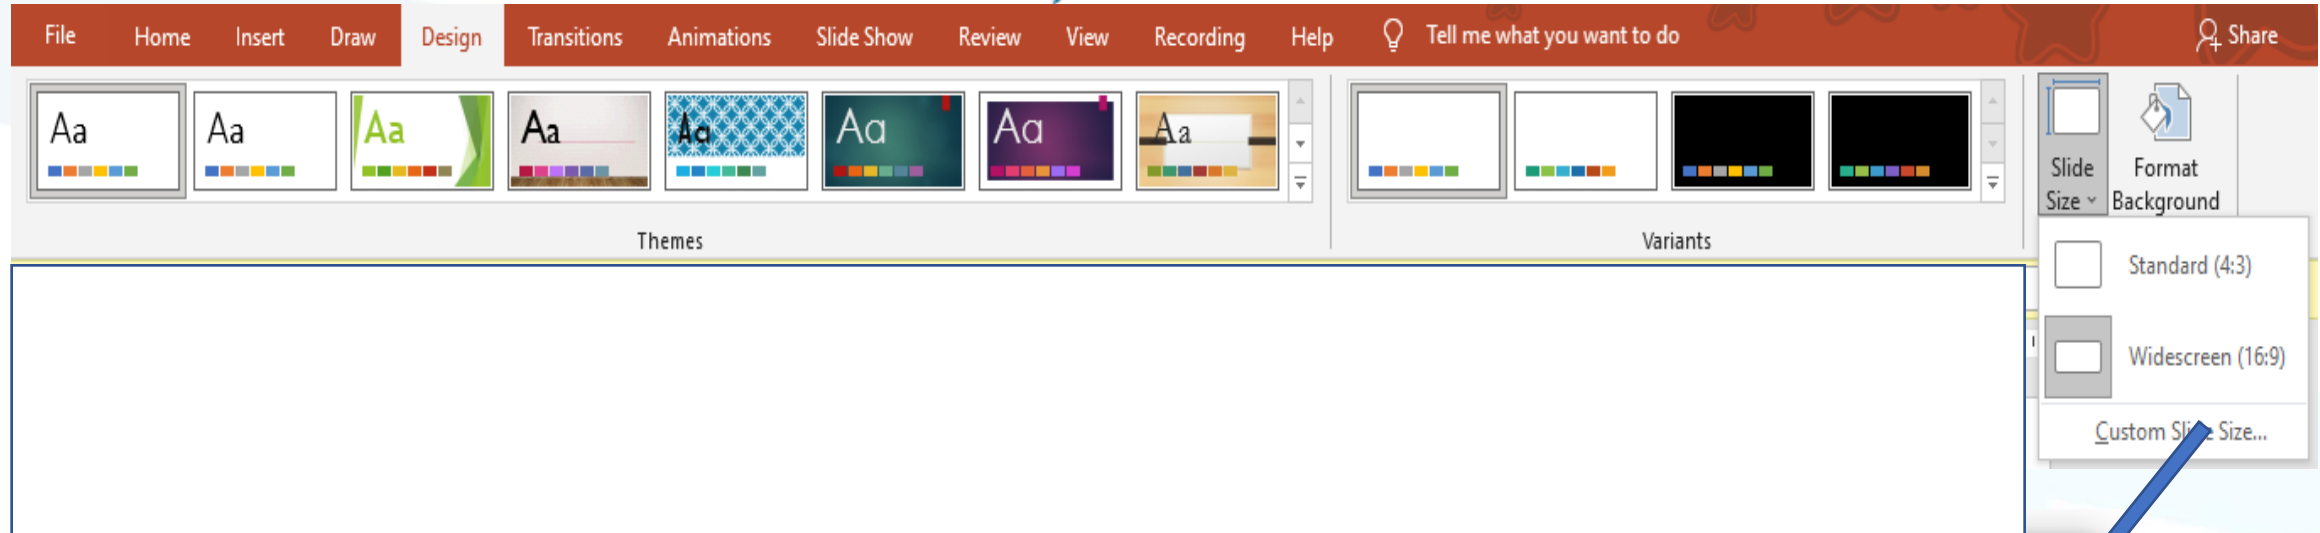 File Home Insert Draw Design Transitions Animations Slide Show Review View Recording Help Tell me what you want to do Share
Aa Aa Aa Aa Aa Aa Aa Aa
Slide
Size
Format
Background
Themes
Variants
Standard (4:3)
Widescreen (16:9)
Custom Slide Size...